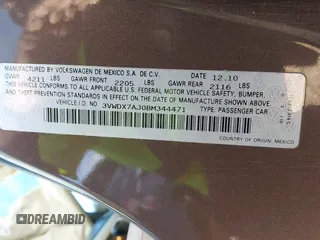 MANUFACTURED BY VOLKSWAGEN DE MEXICO S.A. DE C.V. 12.10
GVWR 4211 LBS GAWR FRONT 2205 LBS GAWR REAR 2116 LBS
THIS VEHICLE CONFORMS TO ALL APPLICABLE U.S. FEDERAL MOTOR VEHICLE SAFETY, BUMPER,
AND THEFT PREVENTION STANDARDS IN EFFECT ON THE DATE OF MANUFACTURE SHOWN ABOVE.
VEHICLE I.D. NO.: 3VWDX7AJ0BM344471 TYPE: PASSENGER CAR
COUNTRY OF ORIGIN: MEXICO
DREAMBID